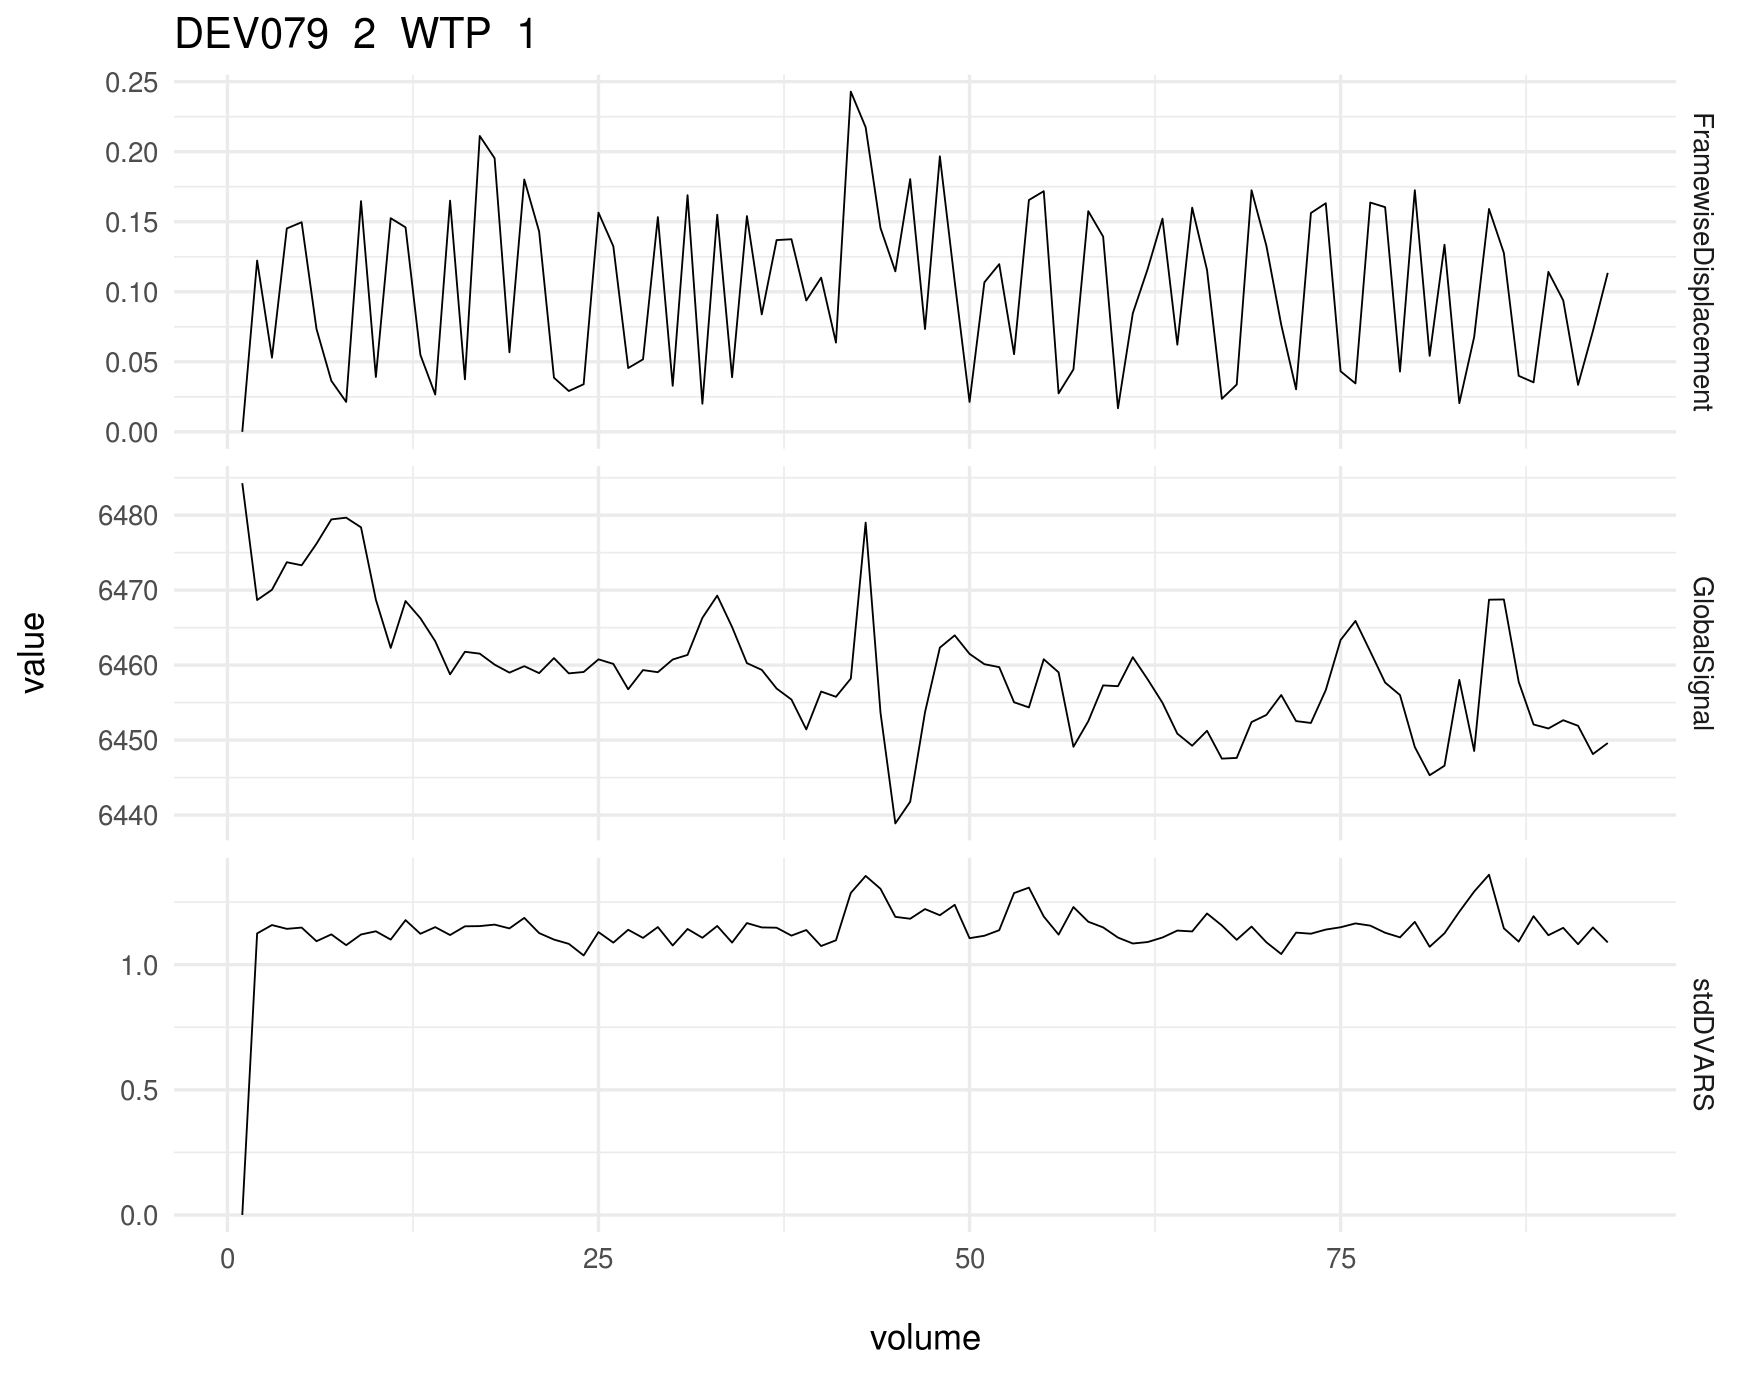 DEV079 2 WTP 1
0.25
0.20
0.15
0.10
0.05
0.00
FramewiseDisplacement
6480
6470
6460
6450
6440
GlobalSignal
value
1.0
0.5
0.0
stdDVARS
0 25 50 75
volume